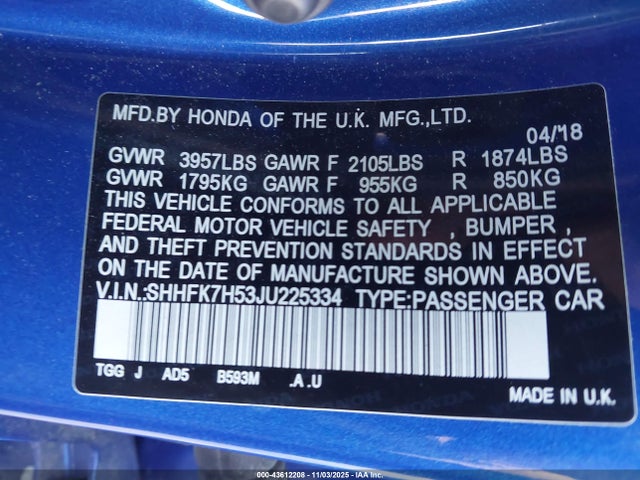 MFD.BY HONDA OF THE U.K. MFG.,LTD.
04/18
GVWR 3957LBS GAWR F 2105LBS R 1874LBS
GVWR 1795KG GAWR F 955KG R 850KG
THIS VEHICLE CONFORMS TO ALL APPLICABLE
FEDERAL MOTOR VEHICLE SAFETY , BUMPER ,
AND THEFT PREVENTION STANDARDS IN EFFECT
ON THE DATE OF MANUFACTURE SHOWN ABOVE.
V.I.N.:SHHFK7H53JU225334 TYPE:PASSENGER CAR
TGG J AD5 B593M .A .U
MADE IN U.K.
000-43612208 - 11/03/2025 - COPYRIGHT IAA, LLC